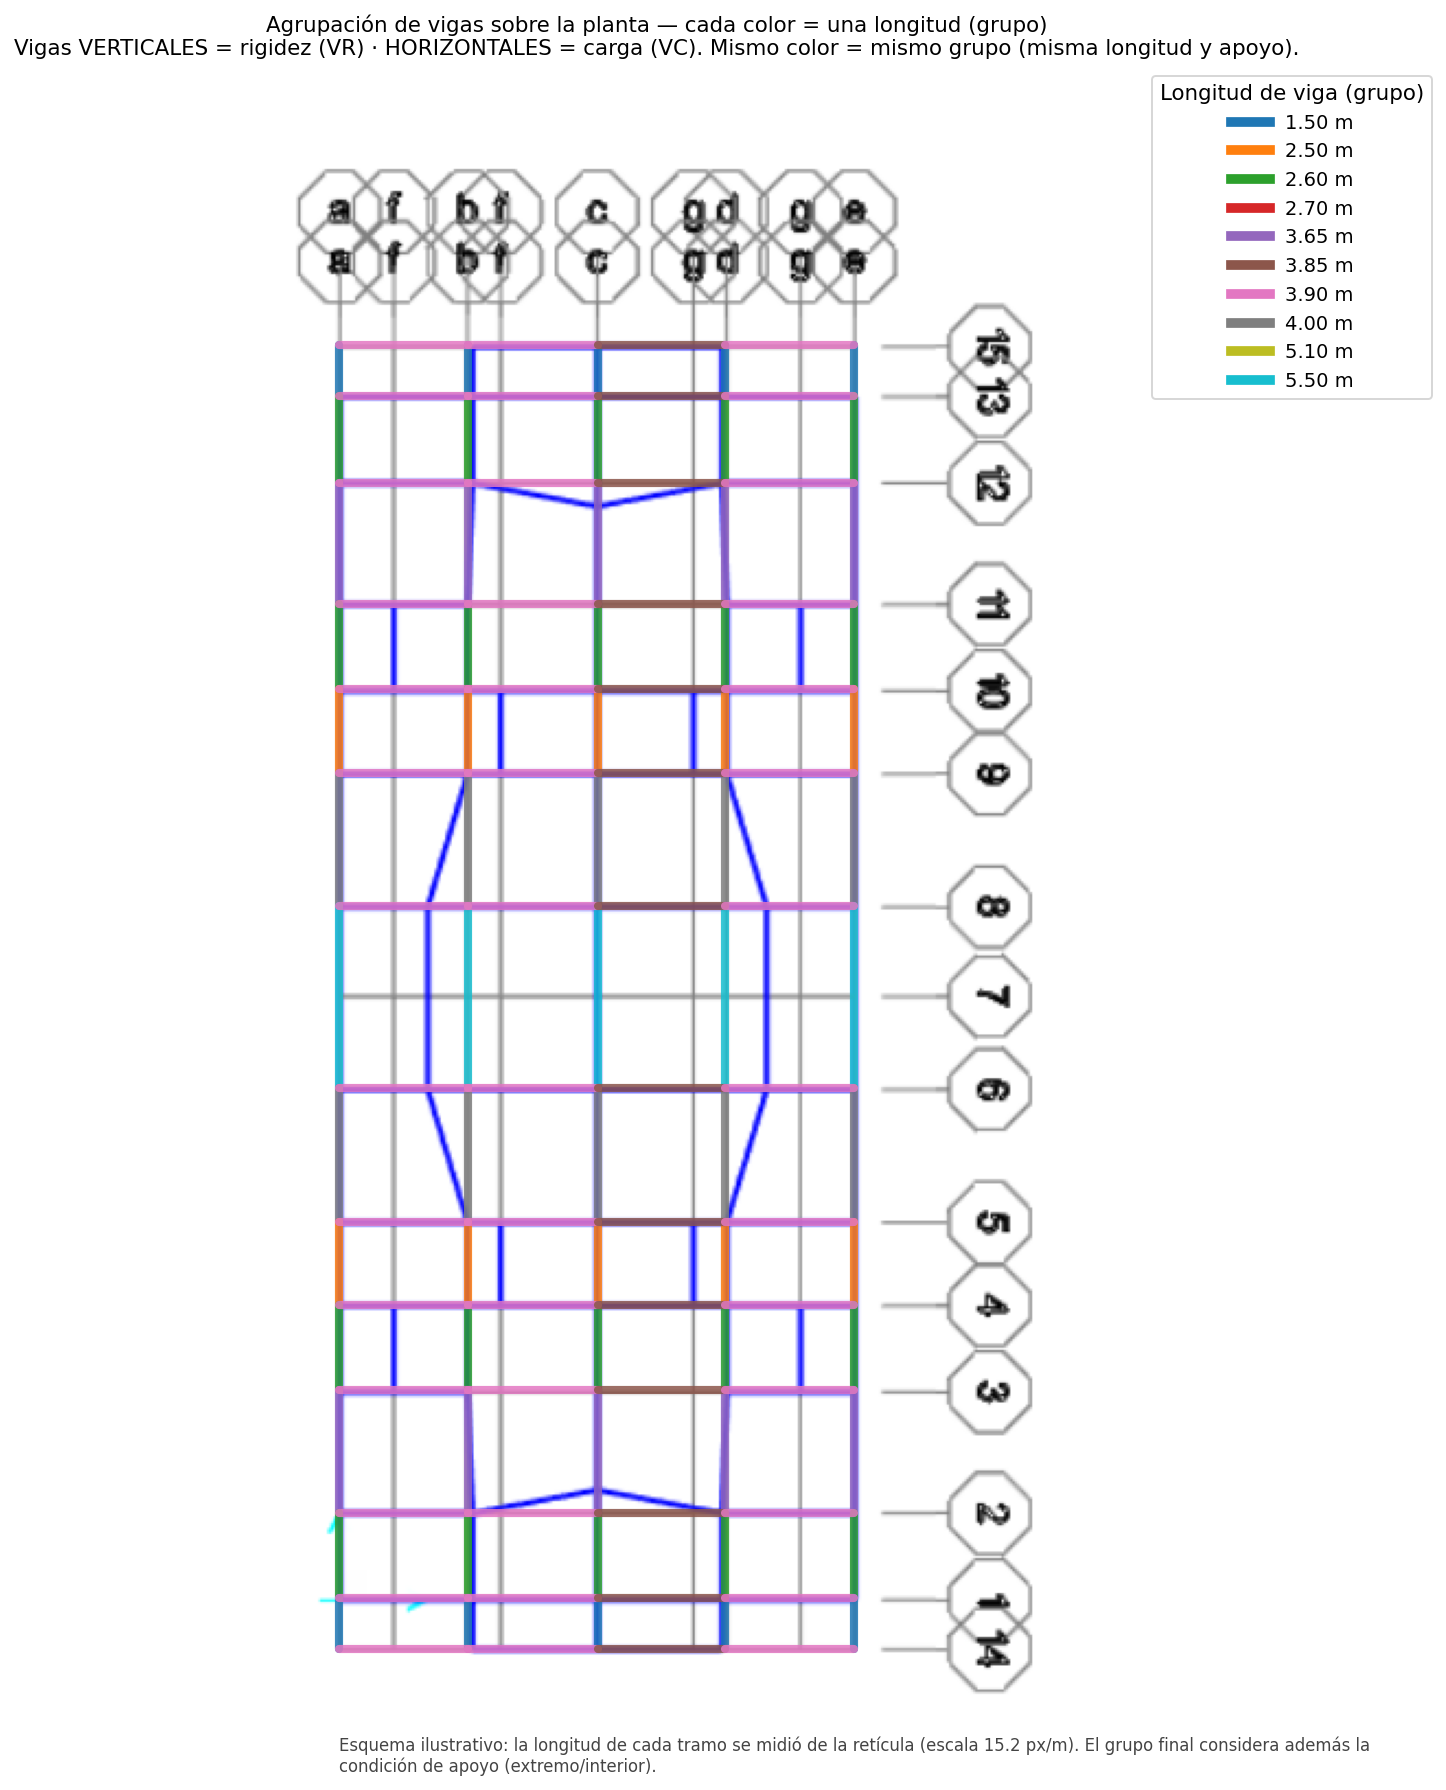 Agrupación de vigas sobre la planta — cada color = una longitud (grupo)
Vigas VERTICALES = rigidez (VR) · HORIZONTALES = carga (VC). Mismo color = mismo grupo (misma longitud y apoyo).
Longitud de viga (grupo)
1.50 m
2.50 m
2.60 m
2.70 m
3.65 m
3.85 m
3.90 m
4.00 m
5.10 m
5.50 m
a f b f c g d g e
a f b f c g d g e
15
13
12
11
10
9
8
7
6
5
4
3
2
1
14
Esquema ilustrativo: la longitud de cada tramo se midió de la retícula (escala 15.2 px/m). El grupo final considera además la
condición de apoyo (extremo/interior).